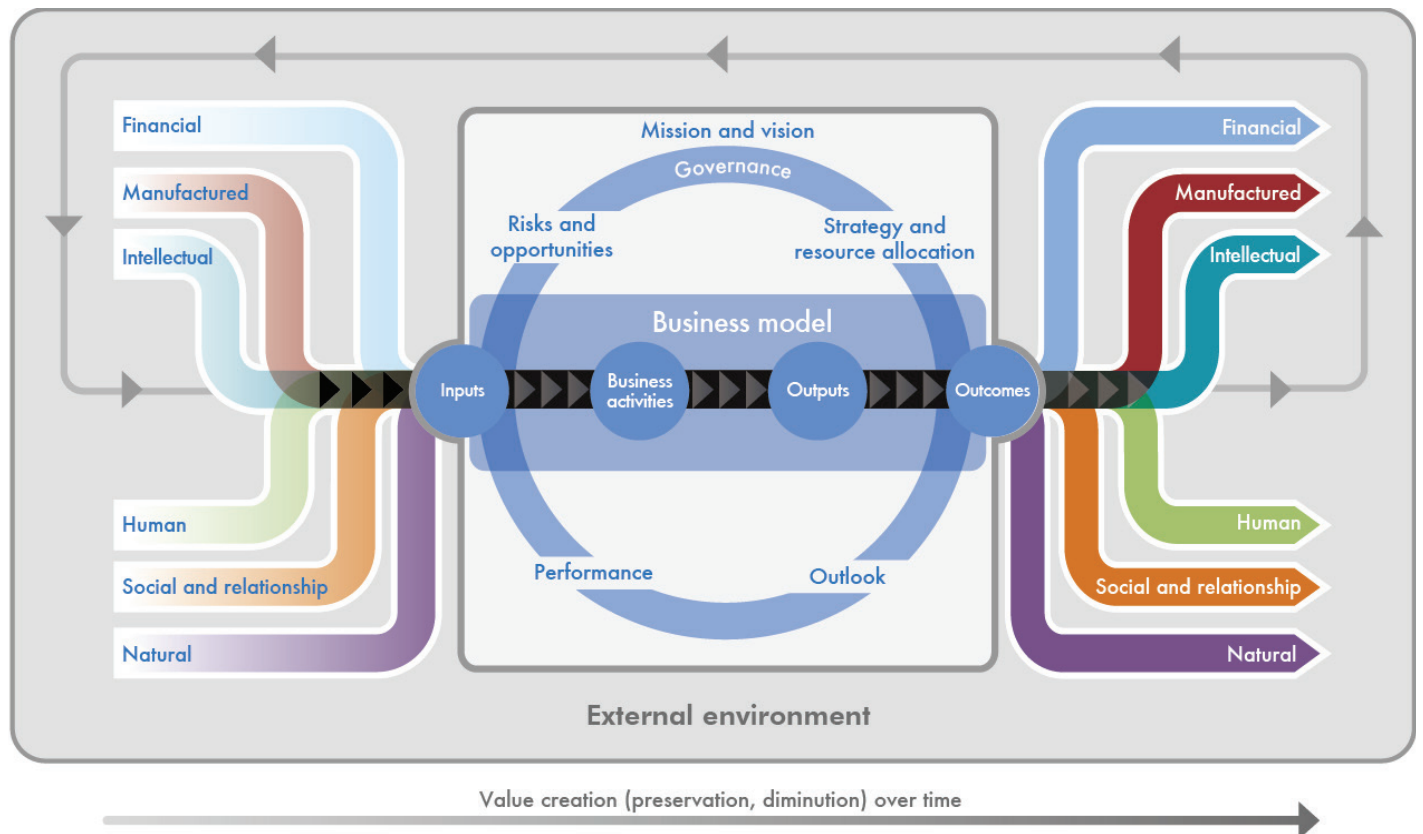 Financial
Manufactured
Intellectual
Human
Social and relationship
Natural
Mission and vision
Governance
Risks and
opportunities
Strategy and
resource allocation
Business model
Inputs
Business
activities
Outputs
Outcomes
Performance
Outlook
Financial
Manufactured
Intellectual
Human
Social and relationship
Natural
External environment
Value creation (preservation, diminution) over time